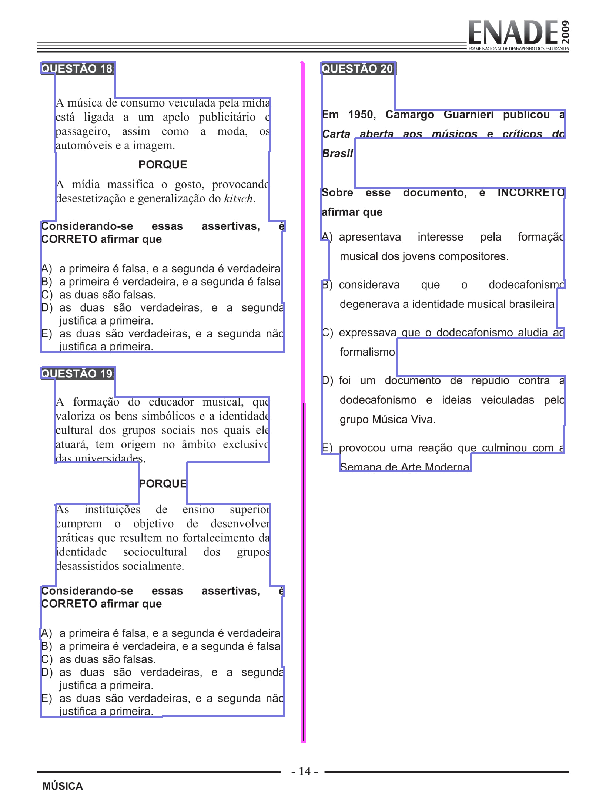 ENADE 2009
EXAME NACIONAL DE DESEMPENHO DOS ESTUDANTES
QUESTÃO 18
A música de consumo veiculada pela mídia
está ligada a um apelo publicitário e
passageiro, assim como a moda, os
automóveis e a imagem.
PORQUE
A mídia massifica o gosto, provocando
desestetização e generalização do kitsch.
Considerando-se essas assertivas, é
CORRETO afirmar que
A) a primeira é falsa, e a segunda é verdadeira
B) a primeira é verdadeira, e a segunda é falsa
C) as duas são falsas.
D) as duas são verdadeiras, e a segunda
justifica a primeira.
E) as duas são verdadeiras, e a segunda não
justifica a primeira.
QUESTÃO 19
A formação do educador musical, que
valoriza os bens simbólicos e a identidade
cultural dos grupos sociais nos quais ele
atuará, tem origem no âmbito exclusivo
das universidades.
PORQUE
As instituições de ensino superior
cumprem o objetivo de desenvolver
práticas que resultem no fortalecimento da
identidade sociocultural dos grupos
desassistidos socialmente.
Considerando-se essas assertivas, é
CORRETO afirmar que
A) a primeira é falsa, e a segunda é verdadeira
B) a primeira é verdadeira, e a segunda é falsa
C) as duas são falsas.
D) as duas são verdadeiras, e a segunda
justifica a primeira.
E) as duas são verdadeiras, e a segunda não
justifica a primeira.
QUESTÃO 20
Em 1950, Camargo Guarnieri publicou a
Carta aberta aos músicos e críticos do
Brasil
Sobre esse documento, é INCORRETO
afirmar que
A) apresentava interesse pela formação
musical dos jovens compositores.
B) considerava que o dodecafonismo
degenerava a identidade musical brasileira
C) expressava que o dodecafonismo aludia ao
formalismo
D) foi um documento de repúdio contra a
dodecafonismo e ideias veiculadas pelo
grupo Música Viva.
E) provocou uma reação que culminou com a
Semana de Arte Moderna
- 14 -
MÚSICA